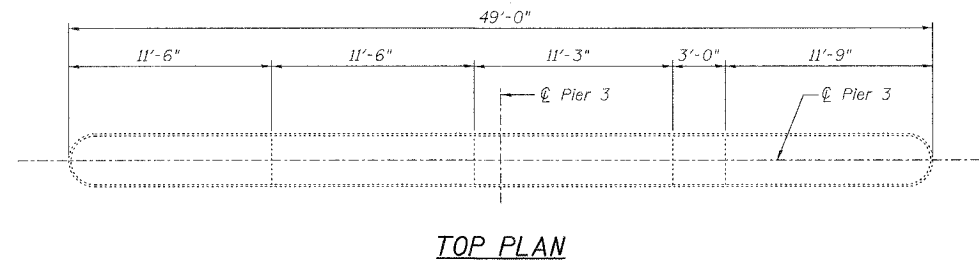 49'-0"
11'-6" 11'-6" 11'-3" 3'-0" 11'-9"
℄ Pier 3 ℄ Pier 3
TOP PLAN